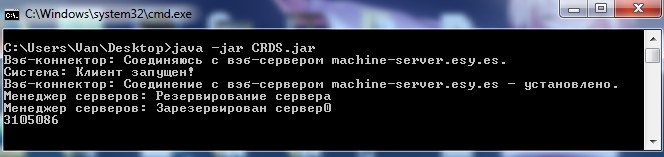 C:\Windows\system32\cmd.exe
C:\Users\Van\Desktop>java -jar CRDS.jar
Вэб-коннектор: Соединяюсь с вэб-сервером machine-server.esy.es.
Система: Клиент запущен!
Вэб-коннектор: Соединение с вэб-сервером machine-server.esy.es - установлено.
Менеджер серверов: Резервирование сервера
Менеджер серверов: Зарезервирован сервер0
3105086